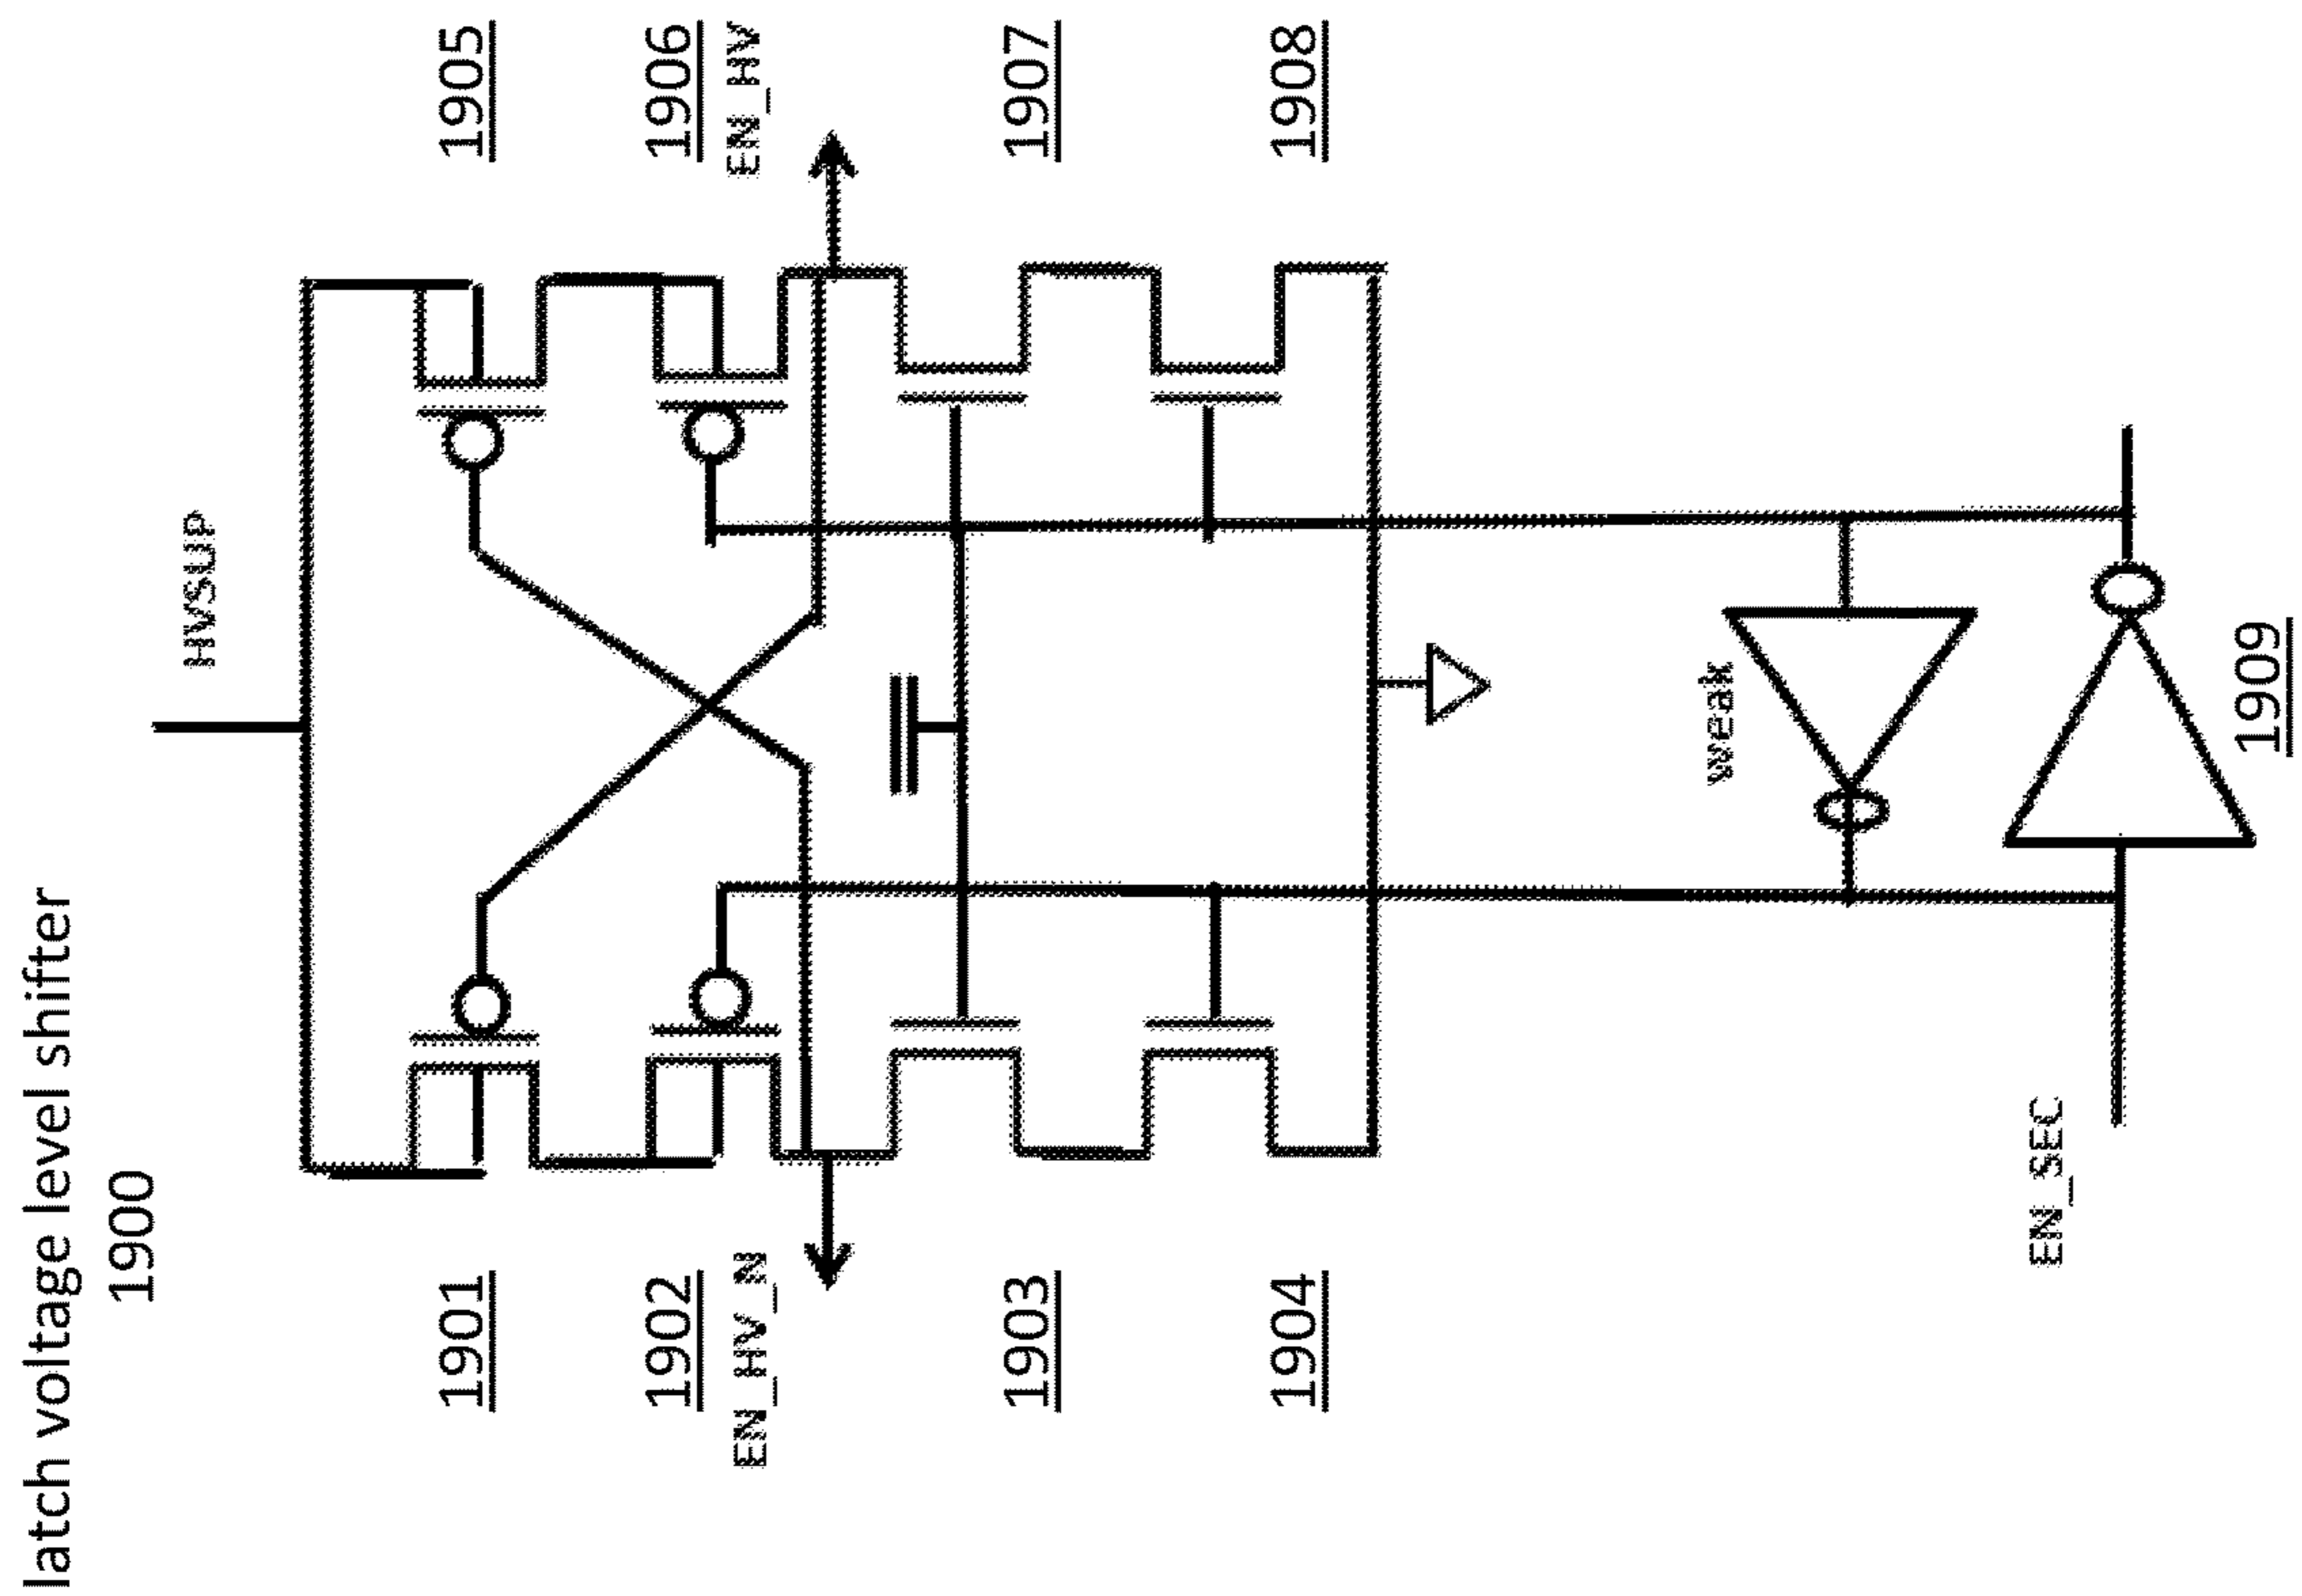 latch voltage level shifter
1900
HVSUP
1901
1905
1902
1906
EN_HV_N
EN_HV
1903
1907
1904
1908
weak
EN_SEC
1909